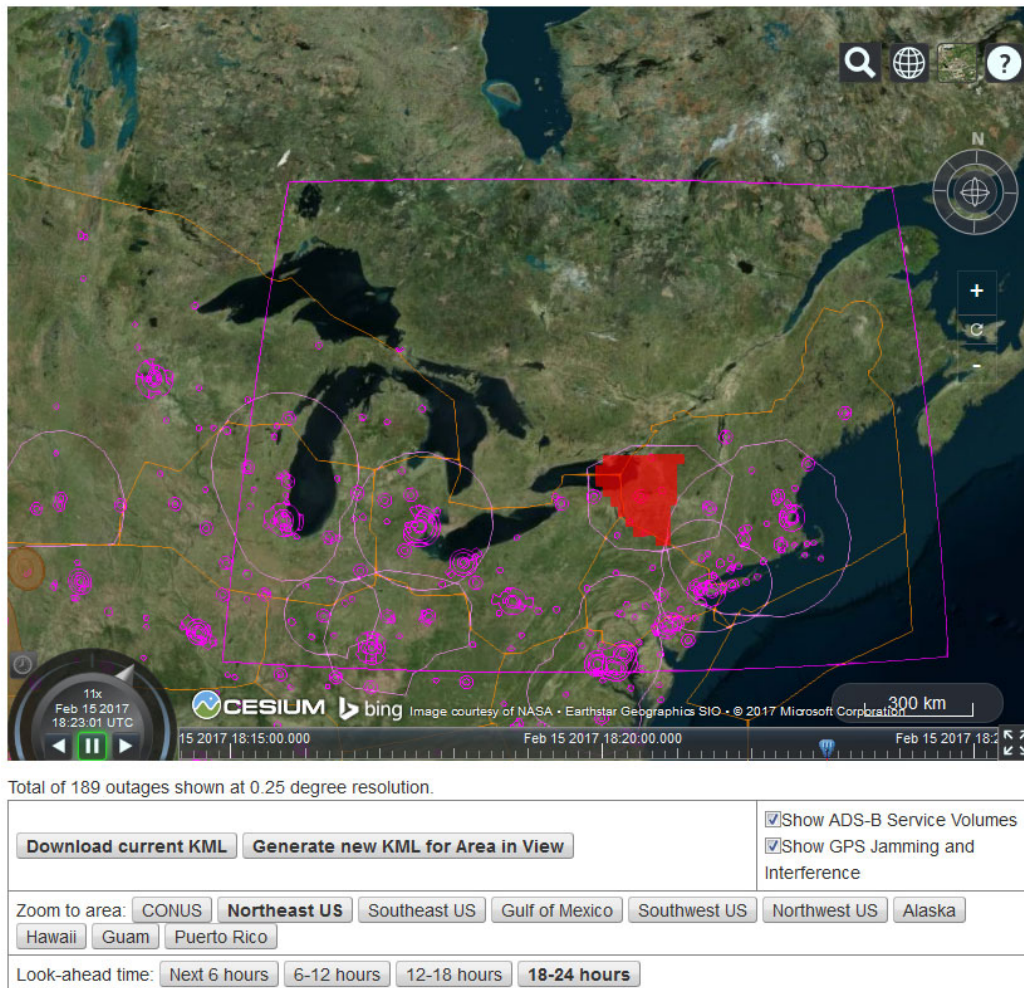 ?
N
+
-
11x
Feb 15 2017
18:23:01 UTC
CESIUM bing Image courtesy of NASA • Earthstar Geographics SIO • © 2017 Microsoft Corporation
300 km
15 2017 18:15:00.000 Feb 15 2017 18:20:00.000 Feb 15 2017 18:2
Total of 189 outages shown at 0.25 degree resolution.
Download current KML Generate new KML for Area in View
Show ADS-B Service Volumes
Show GPS Jamming and
Interference
Zoom to area: CONUS Northeast US Southeast US Gulf of Mexico Southwest US Northwest US Alaska
Hawaii Guam Puerto Rico
Look-ahead time: Next 6 hours 6-12 hours 12-18 hours 18-24 hours